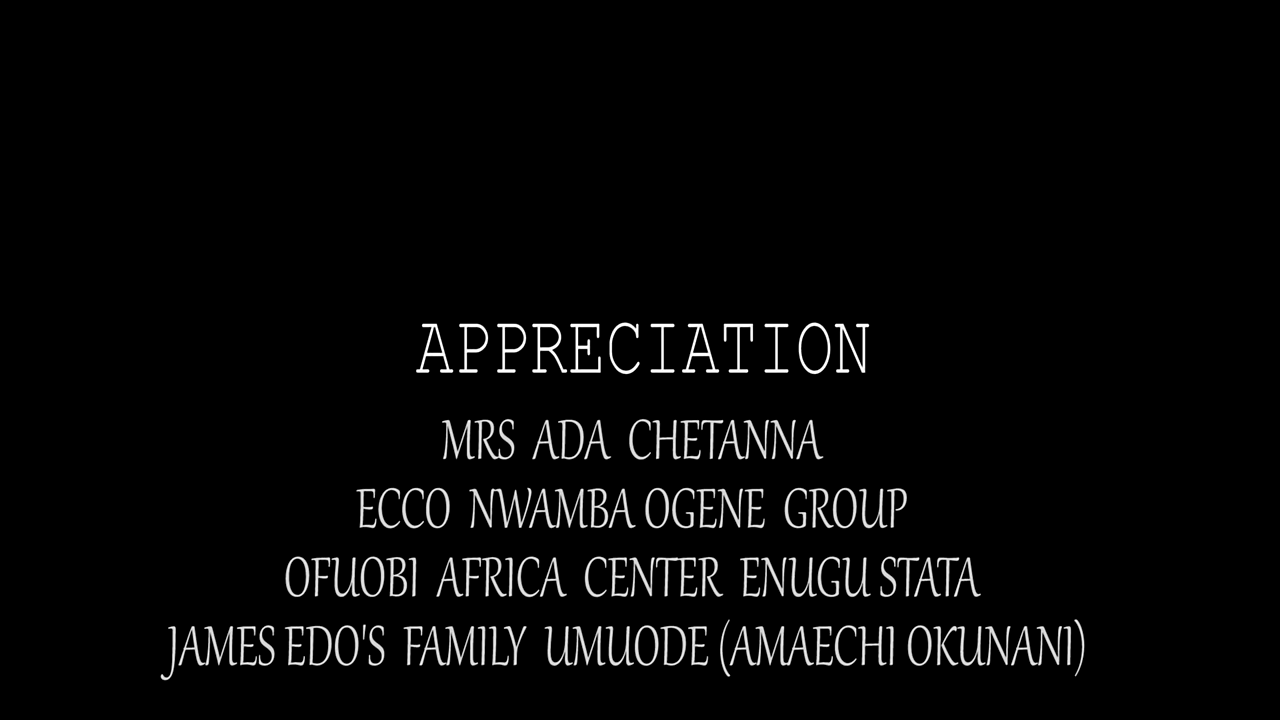 APPRECIATION
MRS ADA CHETANNA
ECCO NWAMBA OGENE GROUP
OFUOBI AFRICA CENTER ENUGU STATA
JAMES EDO'S FAMILY UMUODE (AMAECHI OKUNANI)